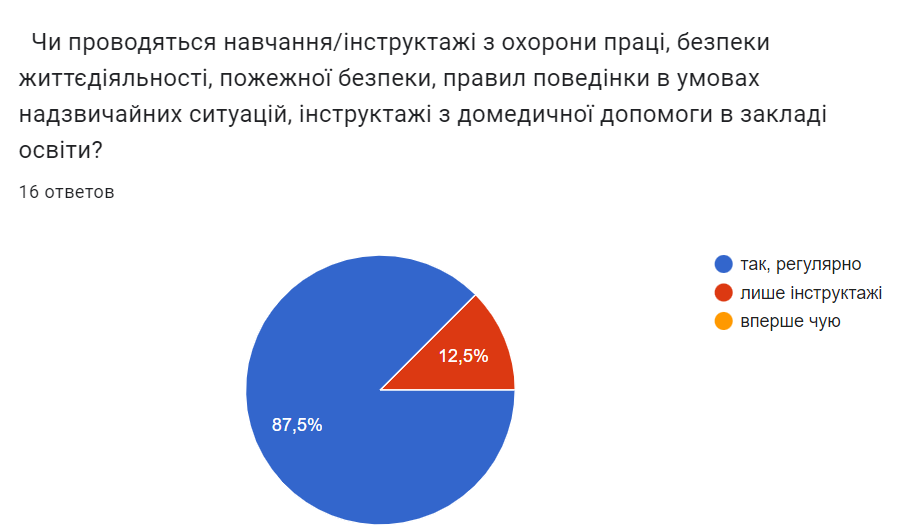 Чи проводяться навчання/інструктажі з охорони праці, безпеки
життєдіяльності, пожежної безпеки, правил поведінки в умовах
надзвичайних ситуацій, інструктажі з домедичної допомоги в закладі
освіти?
16 ответов
так, регулярно
лише інструктажі
вперше чую
12,5%
87,5%